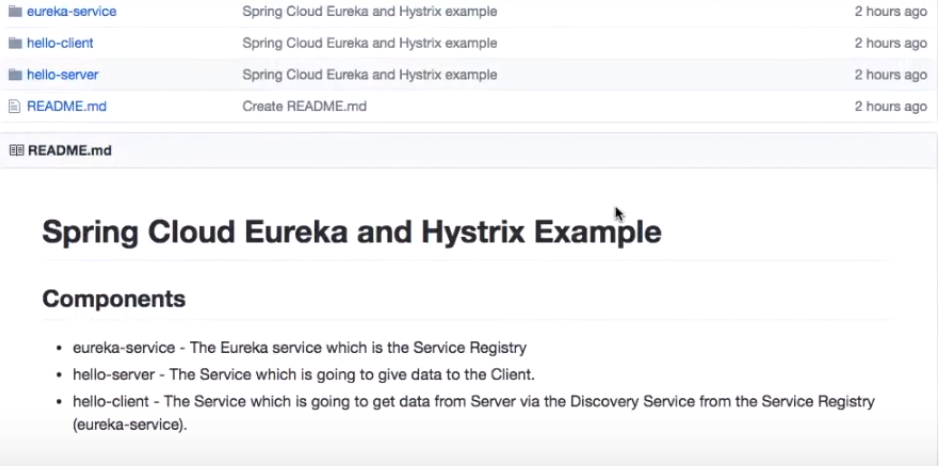 eureka-service Spring Cloud Eureka and Hystrix example 2 hours ago
hello-client Spring Cloud Eureka and Hystrix example 2 hours ago
hello-server Spring Cloud Eureka and Hystrix example 2 hours ago
README.md Create README.md 2 hours ago
README.md
Spring Cloud Eureka and Hystrix Example
Components
• eureka-service - The Eureka service which is the Service Registry
• hello-server - The Service which is going to give data to the Client.
• hello-client - The Service which is going to get data from Server via the Discovery Service from the Service Registry
(eureka-service).